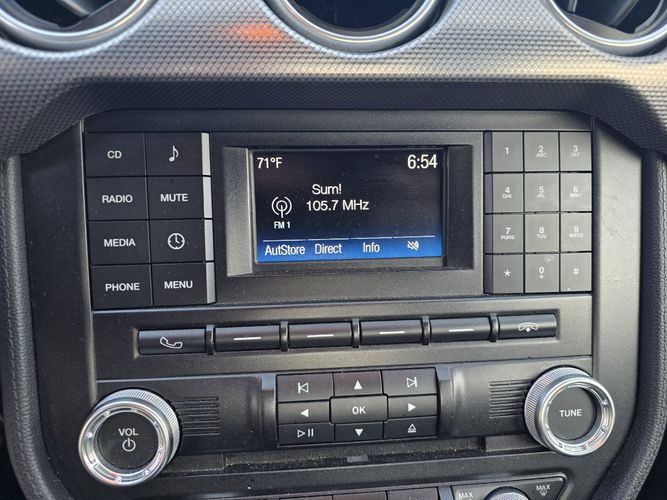 CD
RADIO
MUTE
MEDIA
PHONE
MENU
71°F 6:54
Sum!
105.7 MHz
FM 1
AutStore Direct Info
1 2 ABC 3 DEF
4 GHI 5 JKL 6 MNO
7 PQRS 8 TUV 9 WXYZ
* 0 + #
OK
VOL
TUNE
MAX
MAX